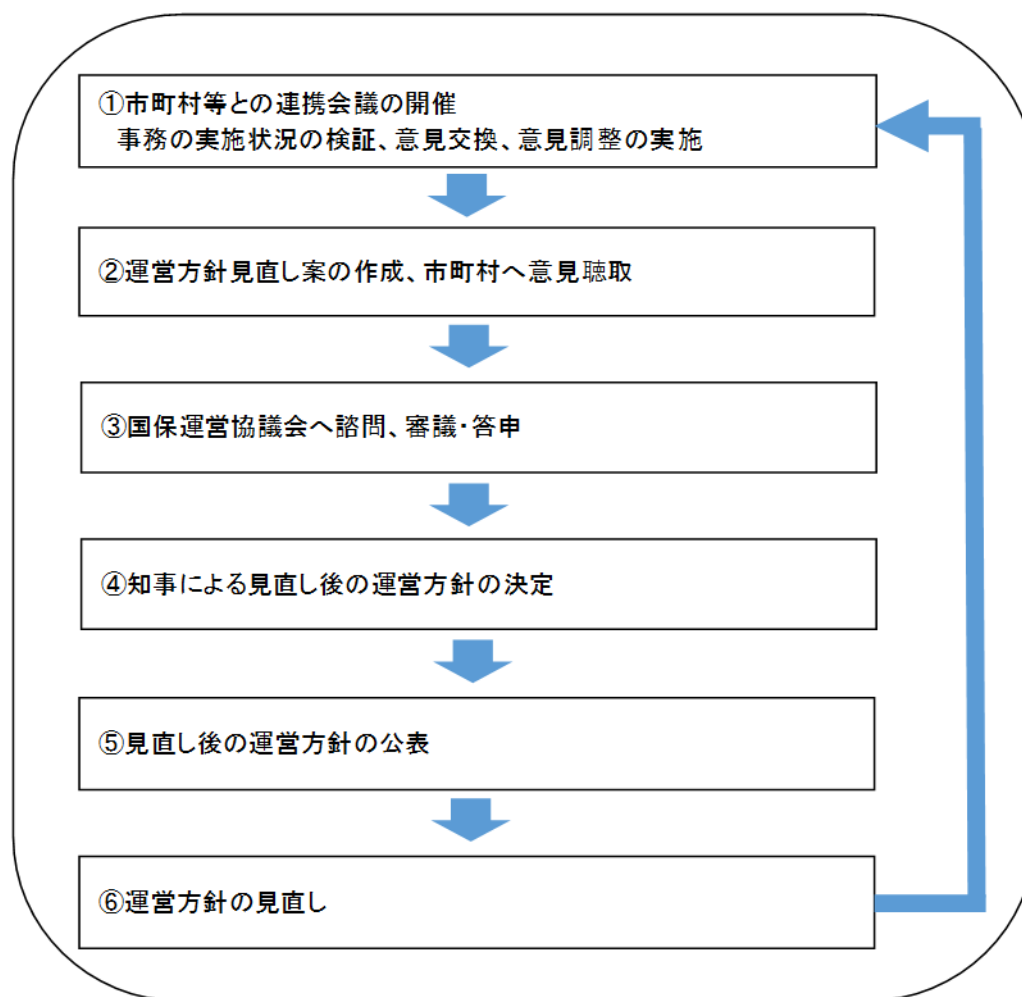 ①市町村等との連携会議の開催
事務の実施状況の検証、意見交換、意見調整の実施
②運営方針見直し案の作成、市町村へ意見聴取
③国保運営協議会へ諮問、審議・答申
④知事による見直し後の運営方針の決定
⑤見直し後の運営方針の公表
⑥運営方針の見直し